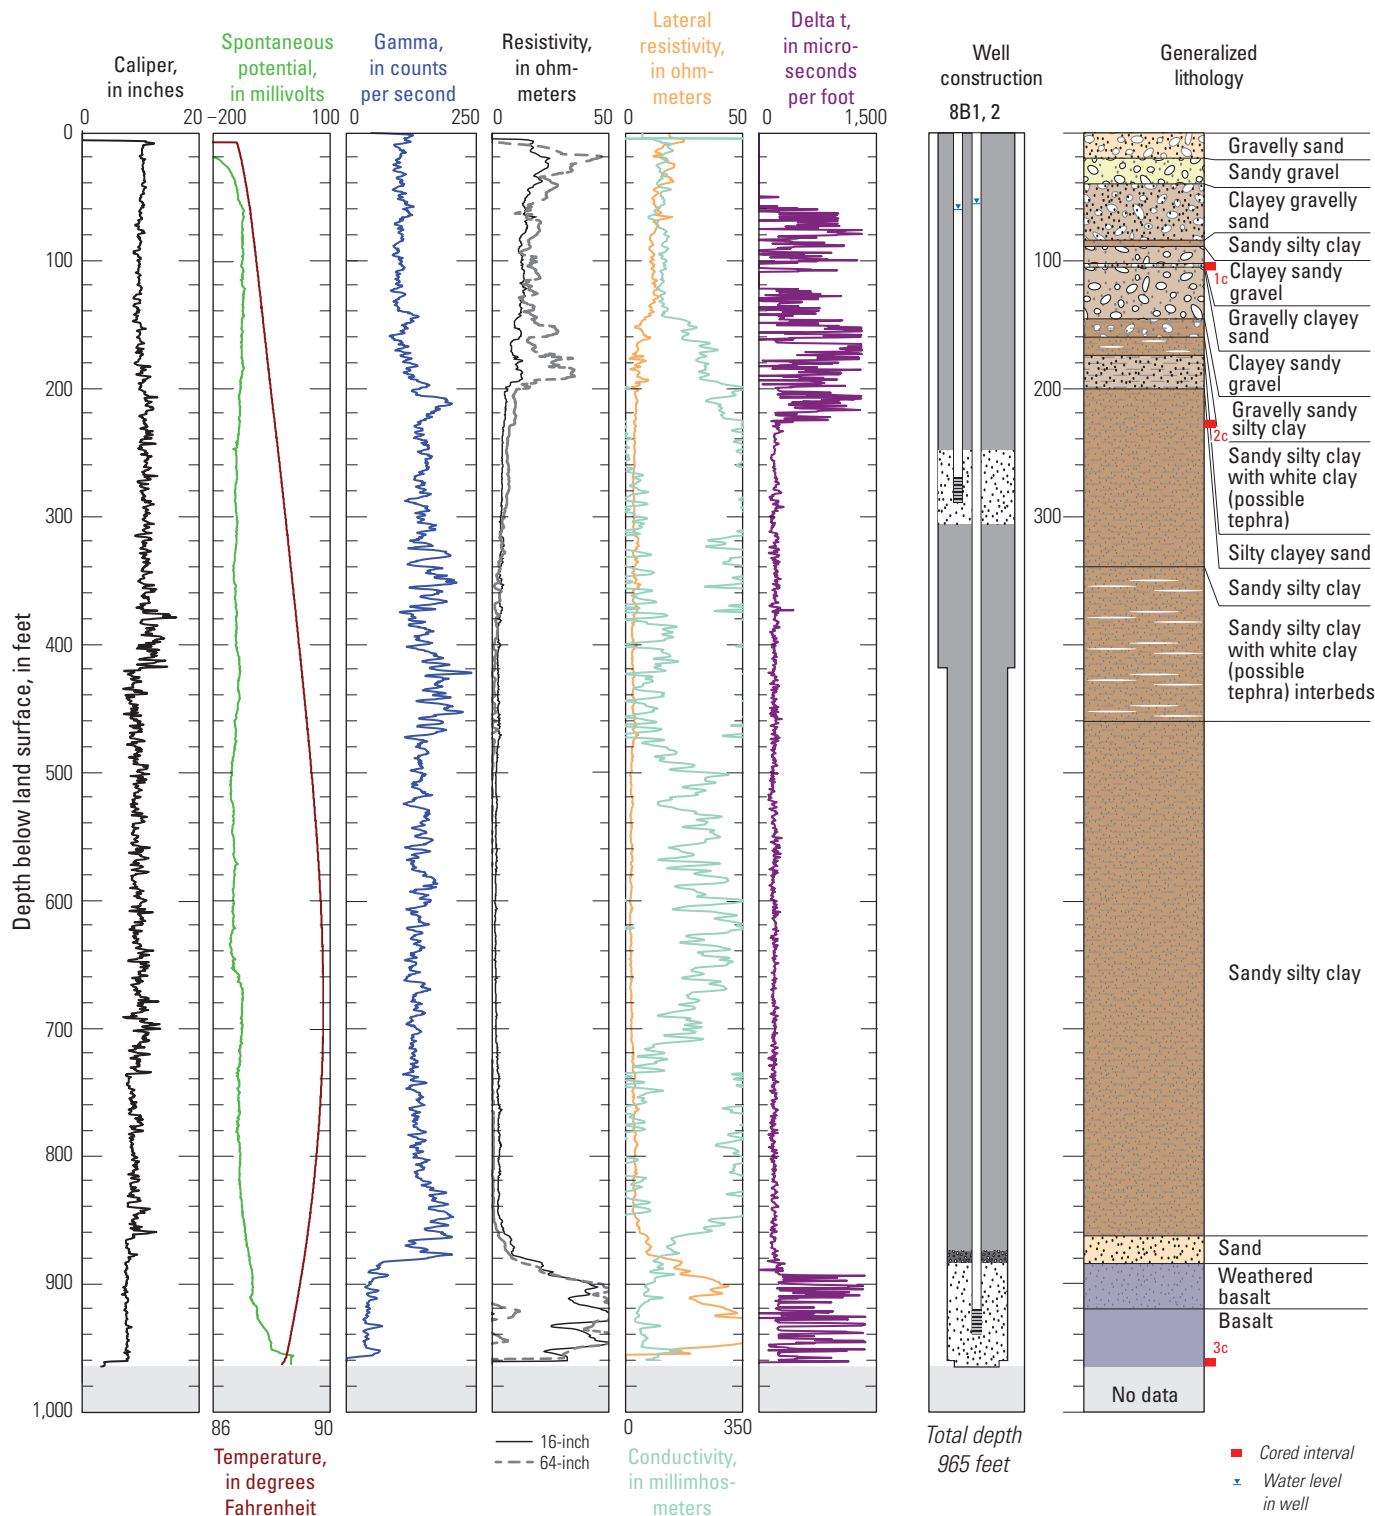 Caliper,
in inches
Spontaneous
potential,
in millivolts
Gamma,
in counts
per second
Resistivity,
in ohm-
meters
Lateral
resistivity,
in ohm-
meters
Delta t,
in micro-
seconds
per foot
Well
construction
8B1, 2
Generalized
lithology
0 20
−200 100
0 250
0 50
0 50
0 1,500
Depth below land surface, in feet
0
100
200
300
400
500
600
700
800
900
1,000
100
200
300
Gravelly sand
Sandy gravel
Clayey gravelly
sand
Sandy silty clay
1c
Clayey sandy
gravel
Gravelly clayey
sand
Clayey sandy
gravel
Gravelly sandy
silty clay
2c
Sandy silty clay
with white clay
(possible
tephra)
Silty clayey sand
Sandy silty clay
Sandy silty clay
with white clay
(possible
tephra) interbeds
Sandy silty clay
Sand
Weathered
basalt
Basalt
3c
No data
86 90
Temperature,
in degrees
Fahrenheit
16-inch
64-inch
0 350
Conductivity,
in millimhos-
meters
Total depth
965 feet
Cored interval
Water level
in well